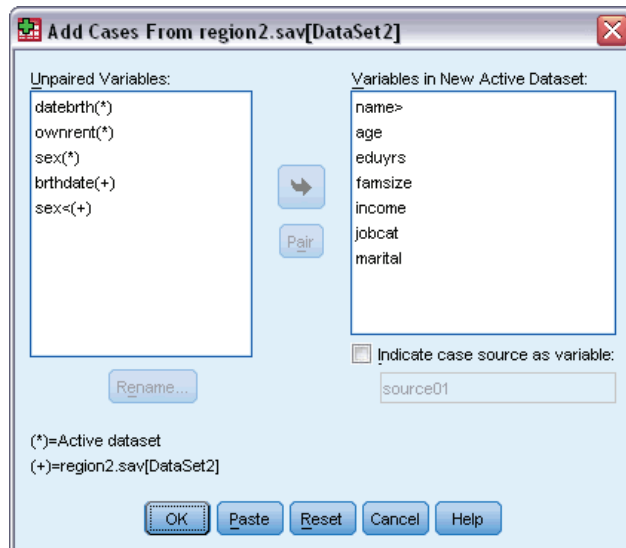 Add Cases From region2.sav[DataSet2]
Unpaired Variables:
datebrth(*)
ownrent(*)
sex(*)
brthdate(+)
sex<(+)
Pair
Rename...
Variables in New Active Dataset:
name>
age
eduyrs
famsize
income
jobcat
marital
Indicate case source as variable:
source01
(*)=Active dataset
(+)=region2.sav[DataSet2]
OK Paste Reset Cancel Help